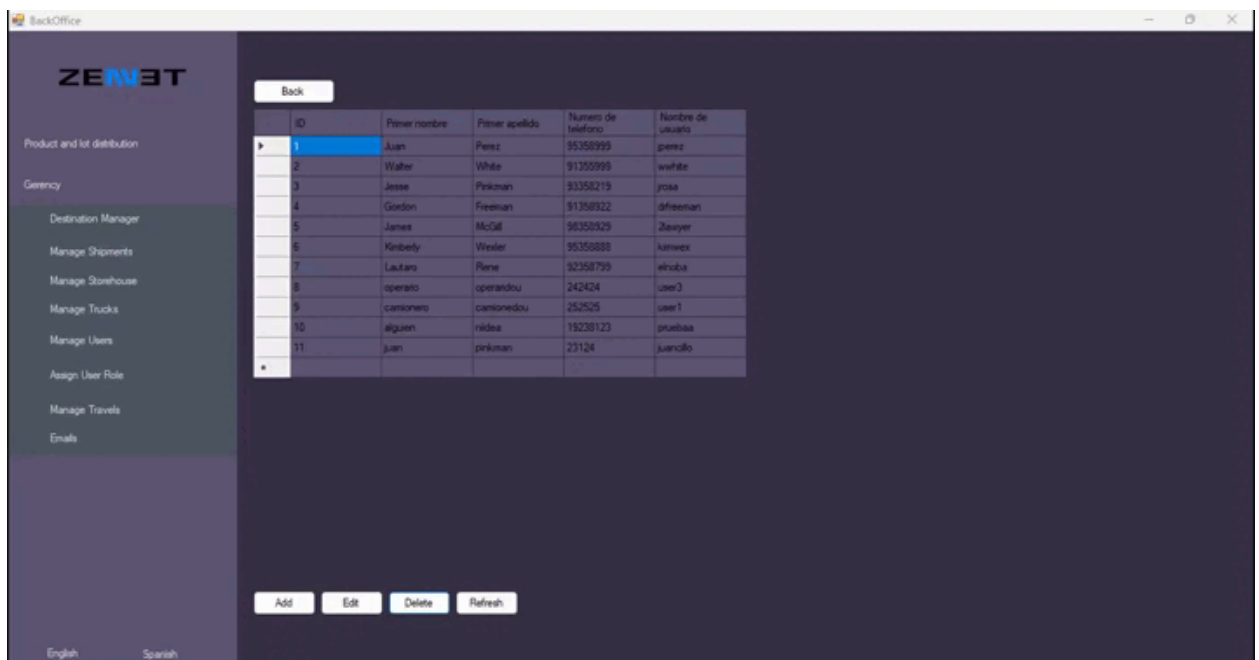 BackOffice
ZENET
Back
Product and lot distribution
Gerency
Destination Manager
Manage Shipments
Manage Storehouse
Manage Trucks
Manage Users
Assign User Role
Manage Travels
Emails
English Spanish
ID Primer nombre Primer apellido Numero de telefono Nombre de usuario
1 Juan Perez 95358999 jperez
2 Walter White 91355999 wwhite
3 Jesse Pinkman 93358219 jrosa
4 Gordon Freeman 91358922 drfreeman
5 James McGill 98358929 2lawyer
6 Kimberly Wexler 95358888 kimwex
7 Lautaro Rene 92358799 elnoba
8 operario operandou 242424 user3
9 camionero camionedou 252525 user1
10 alguien niidea 19238123 pruebaa
11 juan pinkman 23124 juancillo
Add Edit Delete Refresh